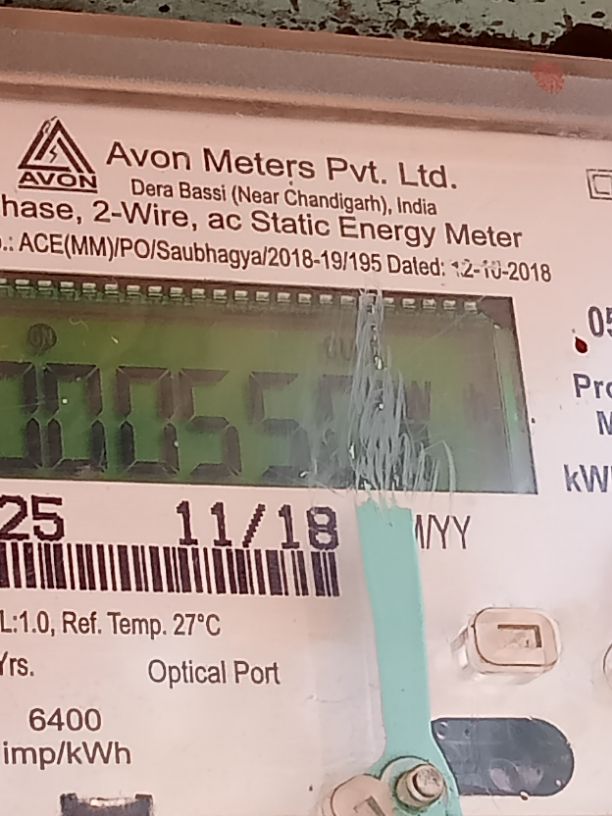 AVON
Avon Meters Pvt. Ltd.
Dera Bassi (Near Chandigarh), India
hase, 2-Wire, ac Static Energy Meter
.: ACE(MM)/PO/Saubhagya/2018-19/195 Dated: 12-10-2018
05
Pro
M
kW
25 11/18 M/YY
L:1.0, Ref. Temp. 27°C
Yrs. Optical Port
6400
imp/kWh